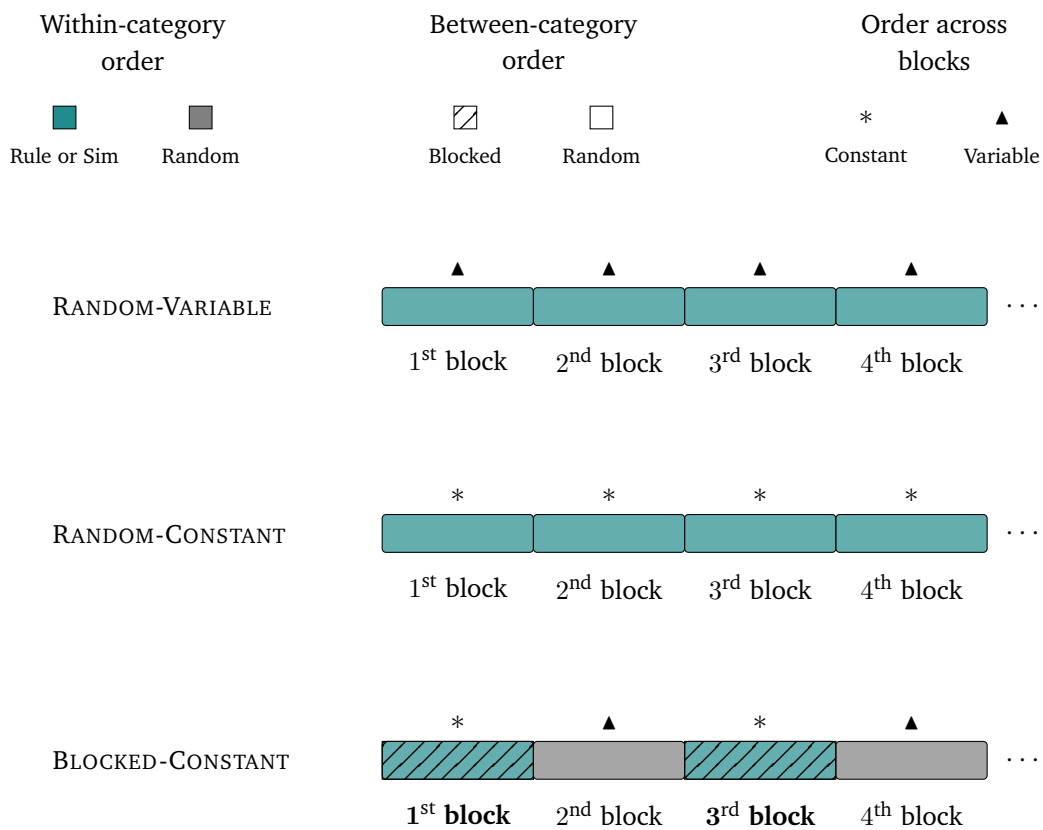 Within-category order
Between-category order
Order across blocks
Rule or Sim
Random
Blocked
Random
*
Constant
▲
Variable
RANDOM-VARIABLE
▲ ▲ ▲ ▲
1st block 2nd block 3rd block 4th block
···
RANDOM-CONSTANT
* * * *
1st block 2nd block 3rd block 4th block
···
BLOCKED-CONSTANT
* ▲ * ▲
1st block 2nd block 3rd block 4th block
···